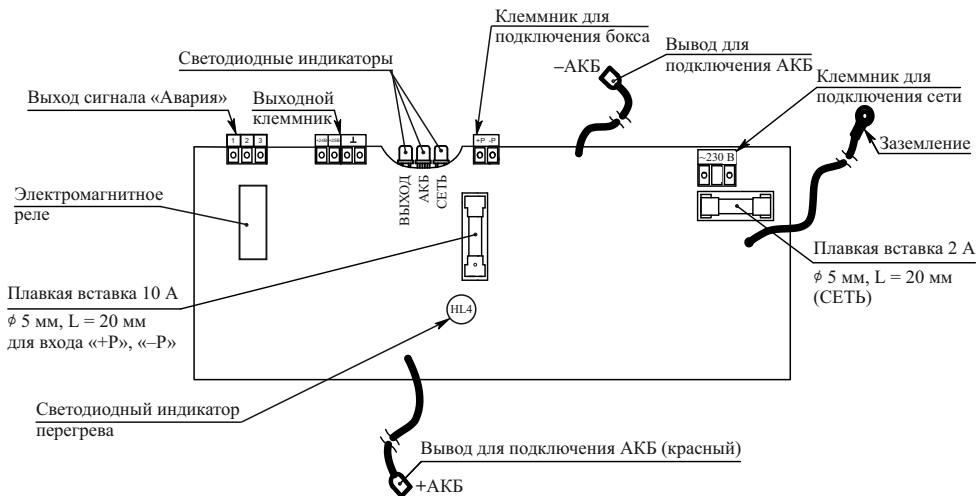 Клеммник для
подключения бокса
Светодиодные индикаторы
Вывод для
подключения АКБ
–АКБ
Клеммник для
подключения сети
Выход сигнала «Авария»
Выходной
клеммник
Заземление
1 2 3
⊥
+P -P
~230 В
ВЫХОД
АКБ
СЕТЬ
Электромагнитное
реле
Плавкая вставка 2 А
ϕ 5 мм, L = 20 мм
(СЕТЬ)
Плавкая вставка 10 А
ϕ 5 мм, L = 20 мм
для входа «+Р», «–Р»
HL4
Светодиодный индикатор
перегрева
Вывод для подключения АКБ (красный)
+АКБ